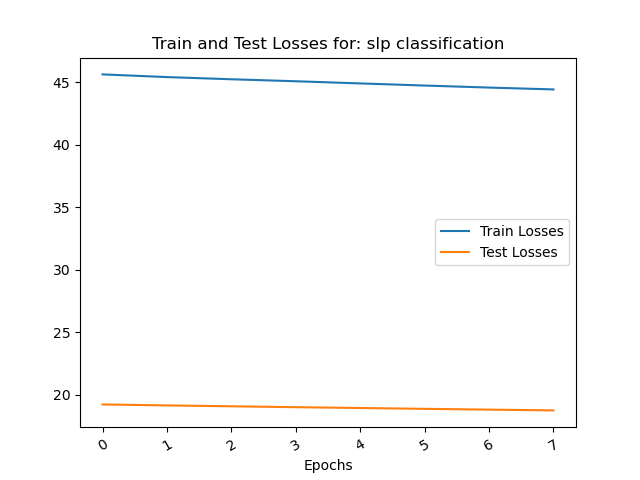 Train and Test Losses for: slp classification
45
40
35
30
25
20
Train Losses
Test Losses
0 1 2 3 4 5 6 7
Epochs